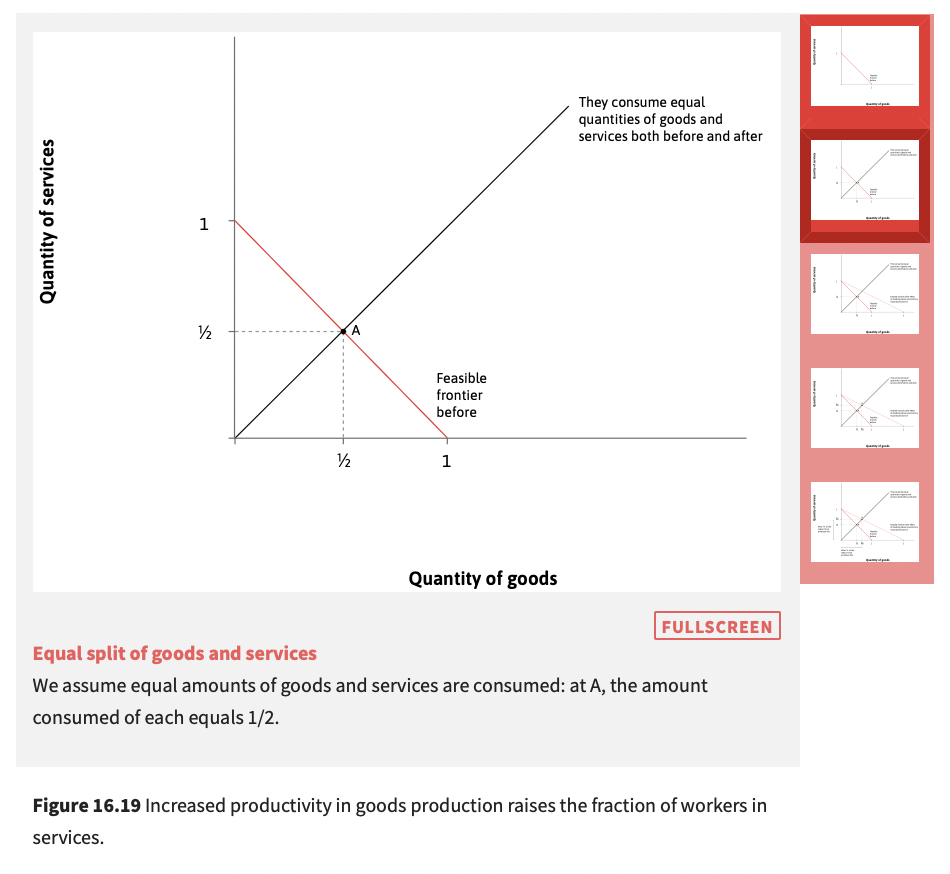 Quantity of services
They consume equal
quantities of goods and
services both before and after
1
½
A
Feasible
frontier
before
½
1
Quantity of goods
FULLSCREEN
Equal split of goods and services
We assume equal amounts of goods and services are consumed: at A, the amount
consumed of each equals 1/2.
Figure 16.19 Increased productivity in goods production raises the fraction of workers in
services.